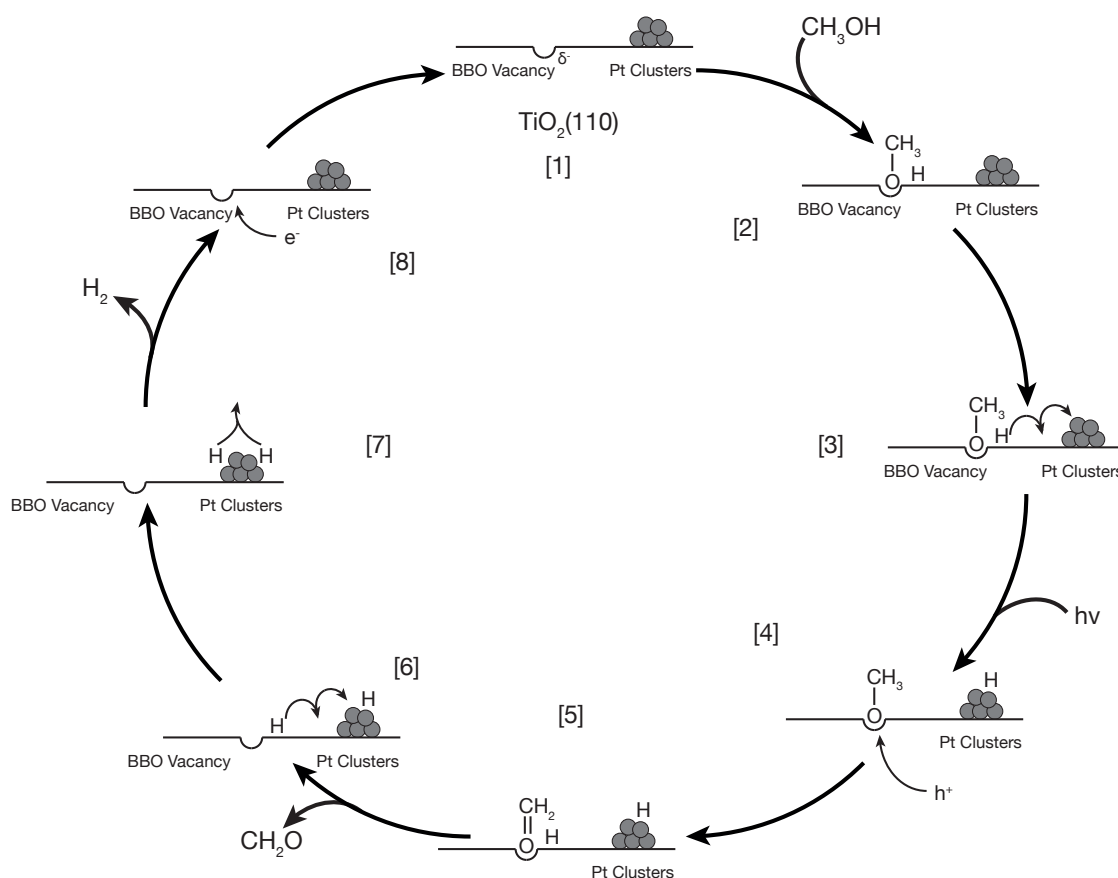 CH₃OH
δ⁻
BBO Vacancy Pt Clusters
TiO₂(110)
[1]
CH₃
O H
BBO Vacancy Pt Clusters
[2]
CH₃
O H
BBO Vacancy Pt Clusters
[3]
hν
[4]
CH₃ H
O
Pt Clusters
h⁺
[5]
CH₂ H
O H
Pt Clusters
CH₂O
[6]
H
H
BBO Vacancy Pt Clusters
[7]
H H
BBO Vacancy Pt Clusters
H₂
[8]
BBO Vacancy Pt Clusters
e⁻